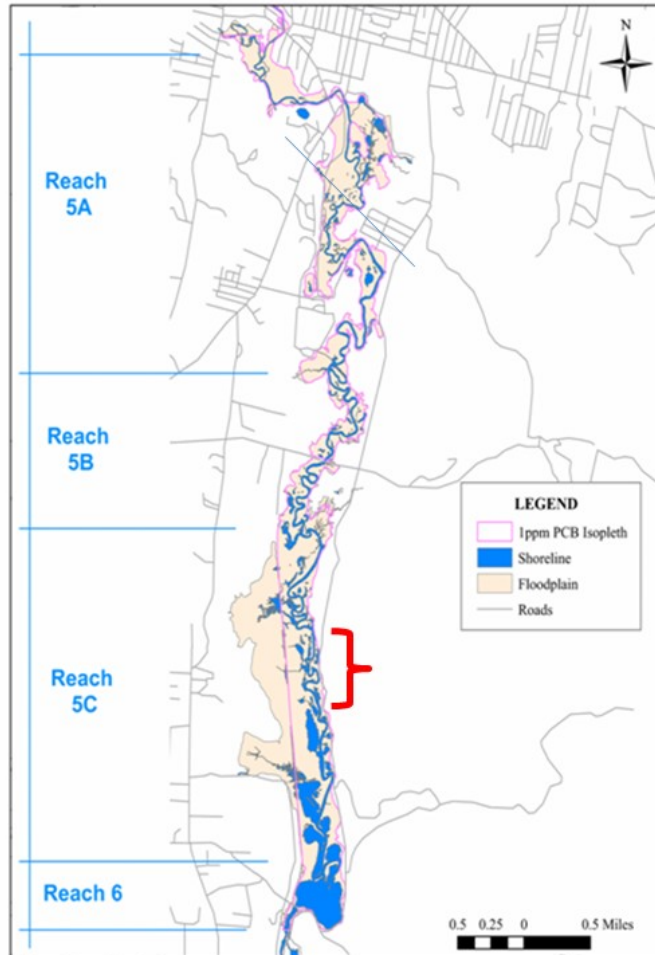 N
Reach
5A
Reach
5B
LEGEND
1ppm PCB Isopleth
Shoreline
Floodplain
Roads
Reach
5C
Reach 6
0.5 0.25 0 0.5 Miles